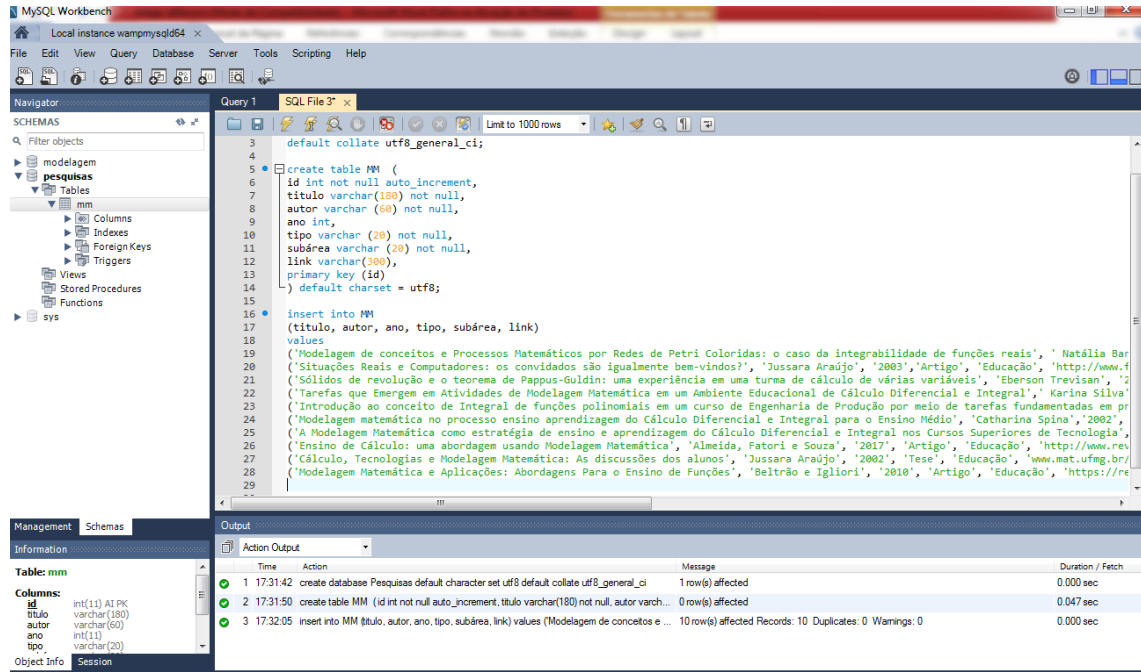 MySQL Workbench
Local instance wampmysqld64 ×
File Edit View Query Database Server Tools Scripting Help
Navigator
SCHEMAS
Filter objects
modelagem
pesquisas
Tables
mm
Columns
Indexes
Foreign Keys
Triggers
Views
Stored Procedures
Functions
sys
Management Schemas
Information
Table: mm
Columns:
id int(11) AI PK
titulo varchar(180)
autor varchar(60)
ano int(11)
tipo varchar(20)
Object Info Session
Query 1 SQL File 3* ×
Limit to 1000 rows
3 default collate utf8_general_ci;
4
5 create table MM (
6 id int not null auto_increment,
7 titulo varchar(180) not null,
8 autor varchar (60) not null,
9 ano int,
10 tipo varchar (20) not null,
11 subárea varchar (20) not null,
12 link varchar(300),
13 primary key (id)
14 ) default charset = utf8;
15
16 insert into MM
17 (titulo, autor, ano, tipo, subárea, link)
18 values
19 ('Modelagem de conceitos e Processos Matemáticos por Redes de Petri Coloridas: o caso da integrabilidade de funções reais', ' Natália Bar
20 ('Situações Reais e Computadores: os convidados são igualmente bem-vindos?', 'Jussara Araújo', '2003','Artigo', 'Educação', 'http://www.f
21 ('Sólidos de revolução e o teorema de Pappus-Guldin: uma experiência em uma turma de cálculo de várias variáveis', 'Eberson Trevisan', '2
22 ('Tarefas que Emergem em Atividades de Modelagem Matemática em um Ambiente Educacional de Cálculo Diferencial e Integral',' Karina Silva'
23 ('Introdução ao conceito de Integral de funções polinomiais em um curso de Engenharia de Produção por meio de tarefas fundamentadas em pr
24 ('Modelagem matemática no processo ensino aprendizagem do Cálculo Diferencial e Integral para o Ensino Médio', 'Catharina Spina','2002',
25 ('A Modelagem Matemática como estratégia de ensino e aprendizagem do Cálculo Diferencial e Integral nos Cursos Superiores de Tecnologia',
26 ('Ensino de Cálculo: uma abordagem usando Modelagem Matemática', 'Almeida, Fatori e Souza', '2017', 'Artigo', 'Educação', 'http://www.rev
27 ('Cálculo, Tecnologias e Modelagem Matemática: As discussões dos alunos', 'Jussara Araújo', '2002', 'Tese', 'Educação', 'www.mat.ufmg.br/
28 ('Modelagem Matemática e Aplicações: Abordagens Para o Ensino de Funções', 'Beltrão e Igliori', '2010', 'Artigo', 'Educação', 'https://re
29
Output
Action Output
Time Action Message Duration / Fetch
1 17:31:42 create database Pesquisas default character set utf8 default collate utf8_general_ci 1 row(s) affected 0.000 sec
2 17:31:50 create table MM ( id int not null auto_increment, titulo varchar(180) not null, autor varch... 0 row(s) affected 0.047 sec
3 17:32:05 insert into MM (titulo, autor, ano, tipo, subárea, link) values ('Modelagem de conceitos e ... 10 row(s) affected Records: 10 Duplicates: 0 Warnings: 0 0.000 sec